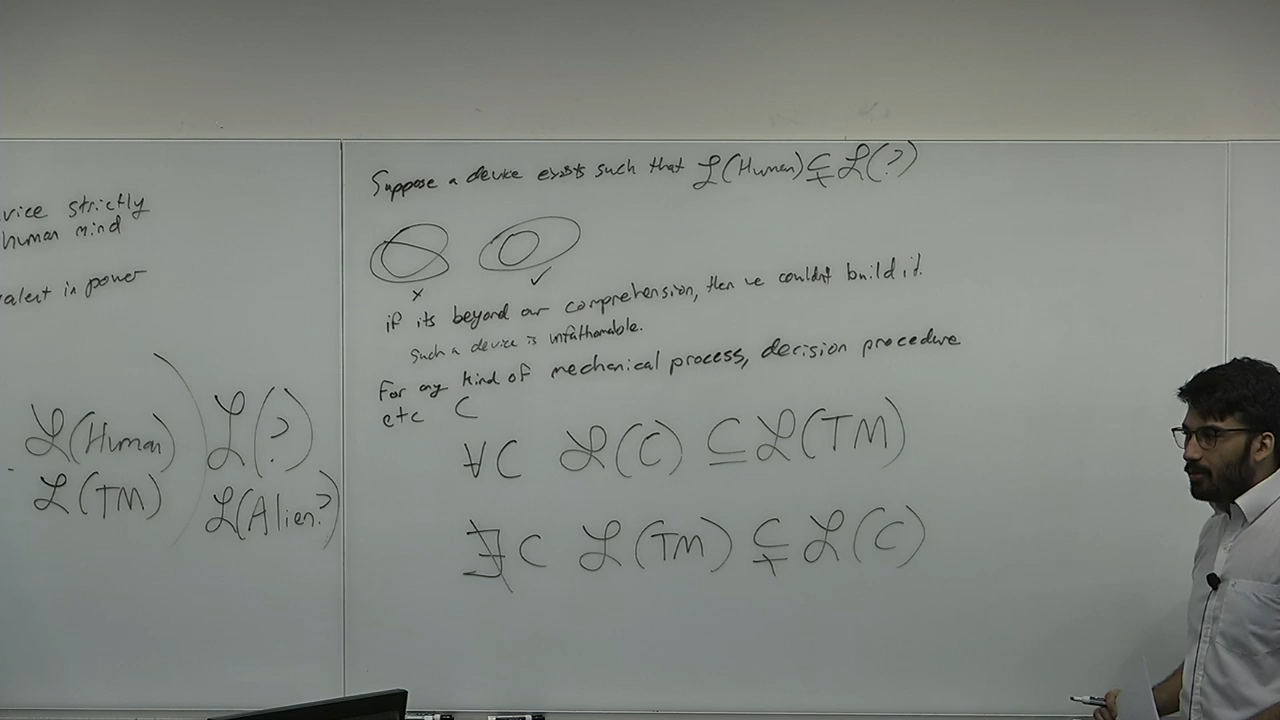 vice strictly
human mind
valent in power
ℒ(Human)
ℒ(TM)
ℒ(?)
ℒ(Alien?)
Suppose a device exists such that ℒ(Human) ⊊ ℒ(?)
x ✓
if its beyond our comprehension, then we couldnt build it.
Such a device is unfathomable.
For any kind of mechanical process, decision procedure
etc C
∀C ℒ(C) ⊆ ℒ(TM)
∄C ℒ(TM) ⊊ ℒ(C)